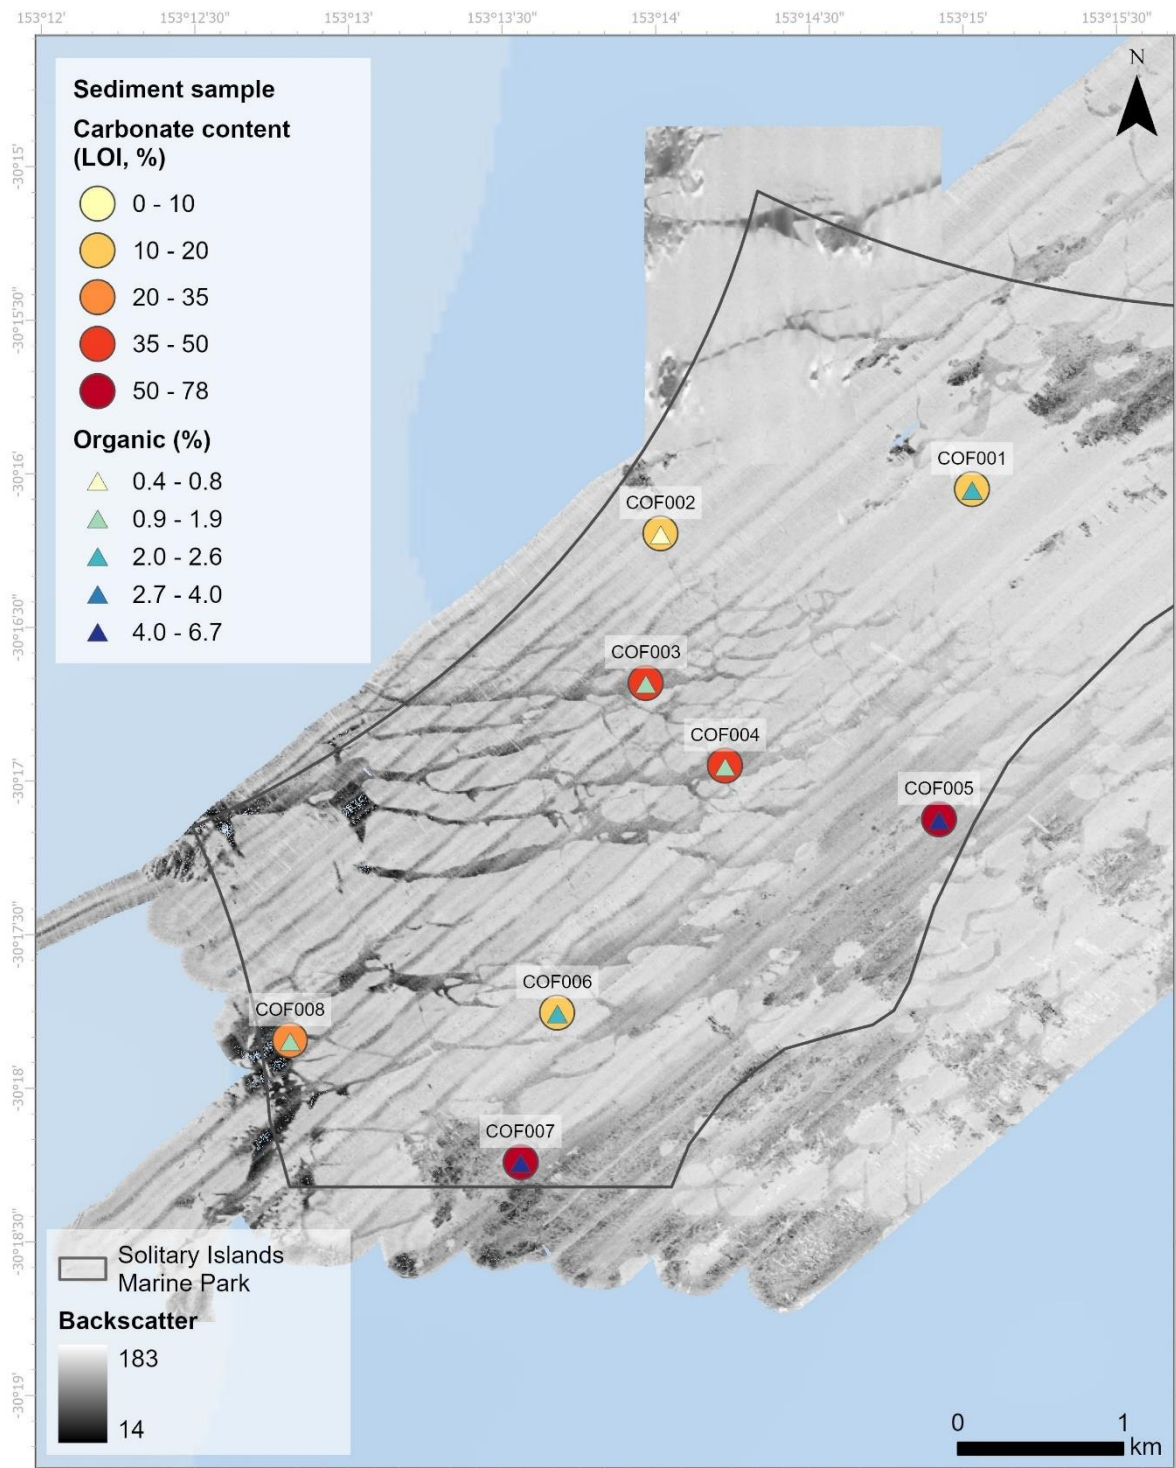 153°12' 153°12'30" 153°13' 153°13'30" 153°14' 153°14'30" 153°15' 153°15'30"
N
Sediment sample
Carbonate content
(LOI, %)
0 - 10
10 - 20
20 - 35
35 - 50
50 - 78
Organic (%)
0.4 - 0.8
0.9 - 1.9
2.0 - 2.6
2.7 - 4.0
4.0 - 6.7
-30°15'
-30°15'30"
-30°16'
-30°16'30"
-30°17'
-30°17'30"
-30°18'
-30°18'30"
-30°19'
COF001
COF002
COF003
COF004
COF005
COF006
COF008
COF007
Solitary Islands
Marine Park
Backscatter
183
14
0 1
km